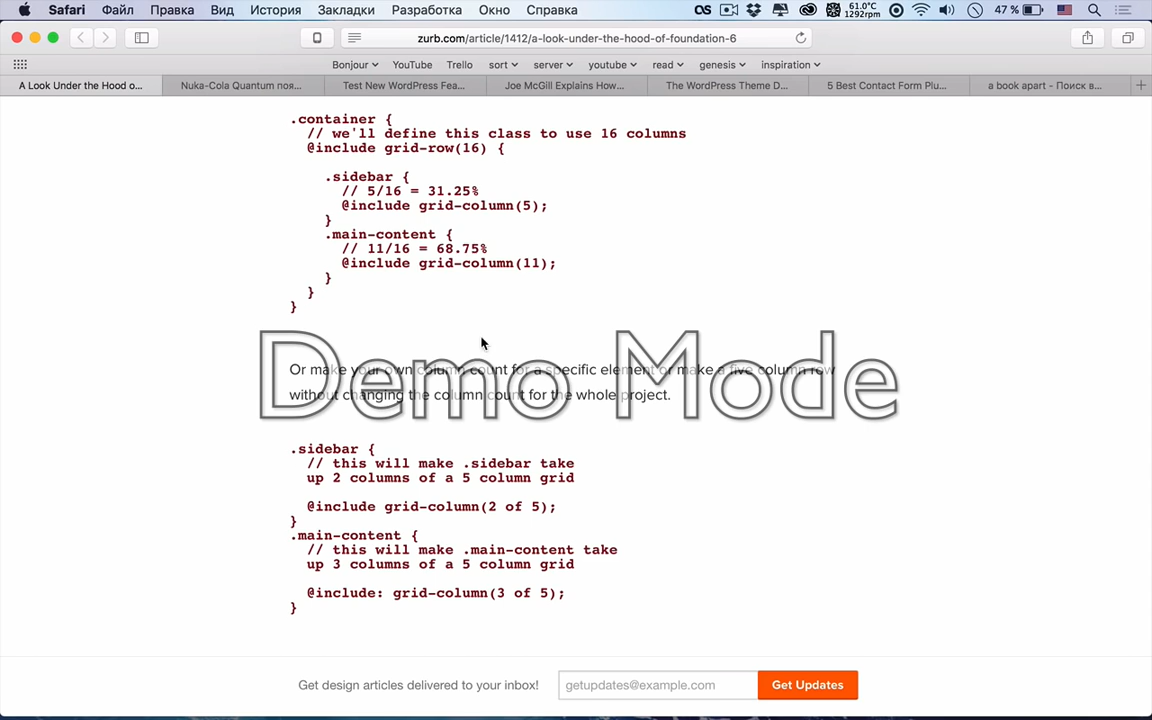 Safari Файл Правка Вид История Закладки Разработка Окно Справка 61.0°C 1292rpm 47 %
zurb.com/article/1412/a-look-under-the-hood-of-foundation-6
Bonjour YouTube Trello sort server youtube read genesis inspiration
A Look Under the Hood o... Nuka-Cola Quantum поя... Test New WordPress Fea... Joe McGill Explains How... The WordPress Theme D... 5 Best Contact Form Plu... a book apart - Поиск в...
.container {
// we'll define this class to use 16 columns
@include grid-row(16) {
.sidebar {
// 5/16 = 31.25%
@include grid-column(5);
}
.main-content {
// 11/16 = 68.75%
@include grid-column(11);
}
}
}
Demo Mode
Or make your own column count for a specific element or make a five column row
without changing the column count for the whole project.
.sidebar {
// this will make .sidebar take
up 2 columns of a 5 column grid
@include grid-column(2 of 5);
}
.main-content {
// this will make .main-content take
up 3 columns of a 5 column grid
@include: grid-column(3 of 5);
}
Get design articles delivered to your inbox! getupdates@example.com Get Updates